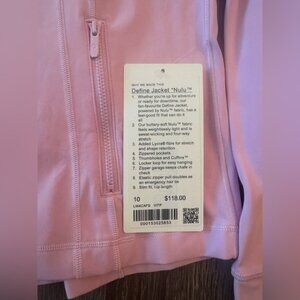 WHY WE MADE THIS
Define Jacket *Nulu™
1 Whether you're up for adventure
or ready for downtime, our
fan-favourite Define Jacket,
powered by Nulu™ fabric, has a
feel-good fit that can do it
all
2 Our buttery-soft Nulu™ fabric
feels weightlessly light and is
sweat-wicking and four-way
stretch
3 Added Lycra® fibre for stretch
and shape retention
4 Zippered pockets
5 Thumbholes and Cuffins™
6 Locker loop for easy hanging
7 Zipper garage keeps chafe in
check
8 Elastic zipper pull doubles as
an emergency hair tie
9 Slim fit, hip length
10 $118.00